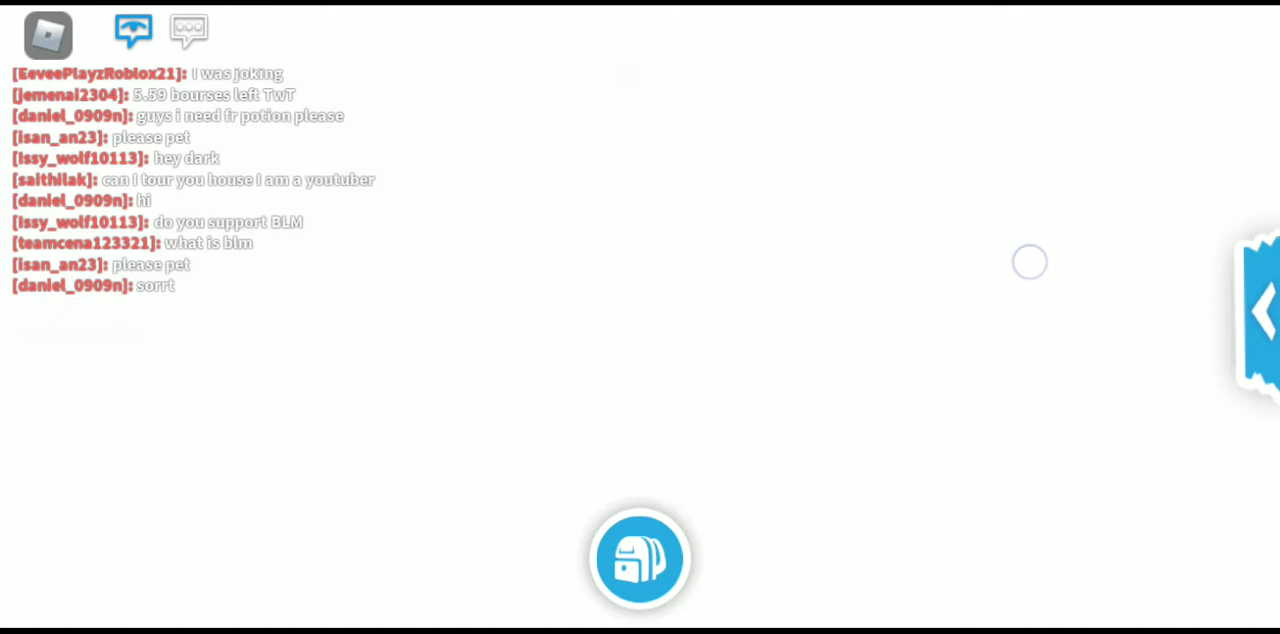 [EeveePlayzRoblox21]: I was joking
[jemenai2304]: 5.59 bourses left TwT
[daniel_0909n]: guys i need fr potion please
[isan_an23]: please pet
[Issy_wolf10113]: hey dark
[saithilak]: can I tour you house I am a youtuber
[daniel_0909n]: hi
[Issy_wolf10113]: do you support BLM
[teamcena123321]: what is blm
[isan_an23]: please pet
[daniel_0909n]: sorrt